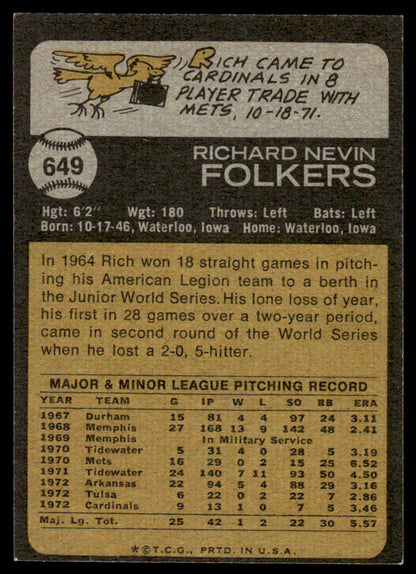 RICH CAME TO
CARDINALS IN 8
PLAYER TRADE WITH
METS, 10-18-71.
649
RICHARD NEVIN
FOLKERS
Hgt: 6'2" Wgt: 180 Throws: Left Bats: Left
Born: 10-17-46, Waterloo, Iowa Home: Waterloo, Iowa
In 1964 Rich won 18 straight games in pitch-
ing his American Legion team to a berth in
the Junior World Series. His lone loss of year,
his first in 28 games over a two-year period,
came in second round of the World Series
when he lost a 2-0, 5-hitter.
MAJOR & MINOR LEAGUE PITCHING RECORD
YEAR TEAM G IP W L SO BB ERA
1967 Durham 15 81 4 4 97 24 3.11
1968 Memphis 27 168 13 9 142 48 2.41
1969 Memphis In Military Service
1970 Tidewater 5 31 4 0 28 5 3.19
1970 Mets 16 29 0 2 15 25 6.52
1971 Tidewater 24 140 7 11 93 50 4.50
1972 Arkansas 22 94 5 4 88 29 3.16
1972 Tulsa 6 22 0 2 22 7 2.86
1972 Cardinals 9 13 1 0 7 5 3.46
Maj. Lg. Tot. 25 42 1 2 22 30 5.57
* © T.C.G., PRTD. IN U.S.A.